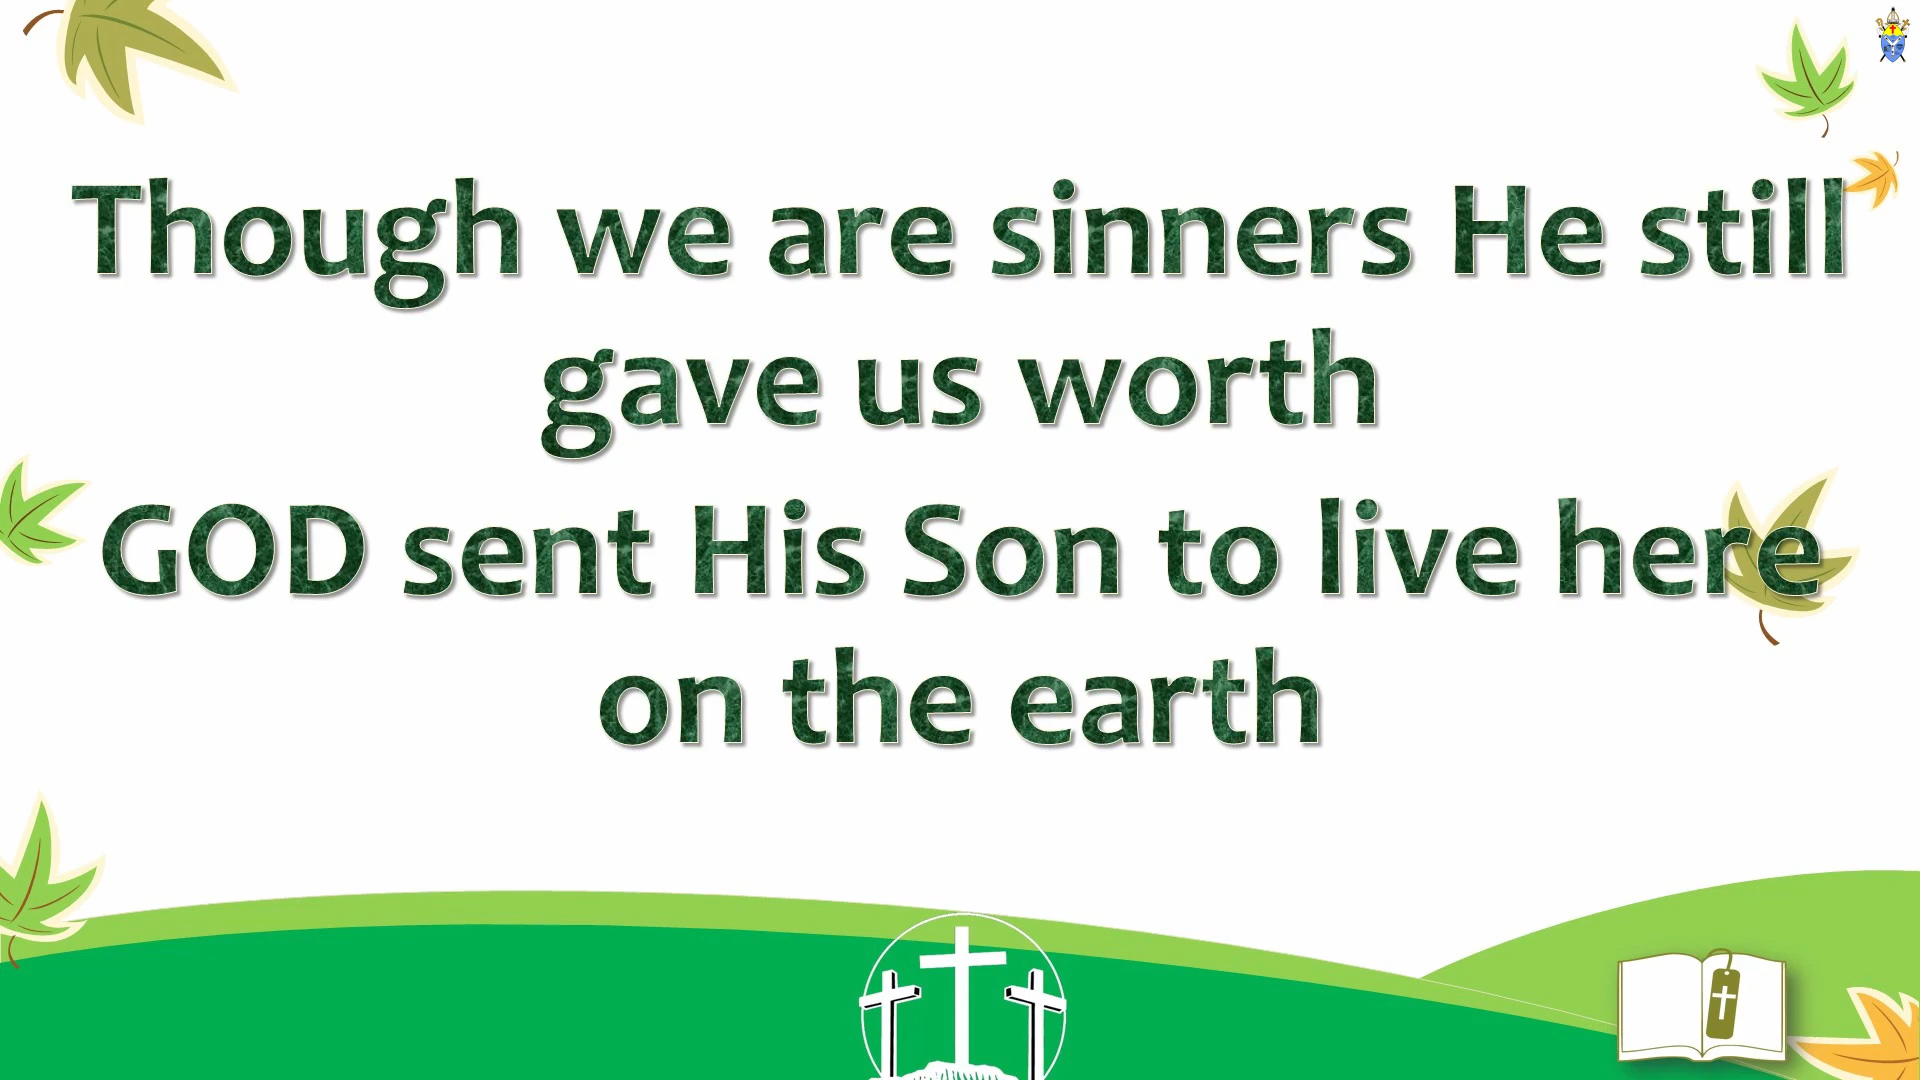 Though we are sinners He still
gave us worth
GOD sent His Son to live here
on the earth